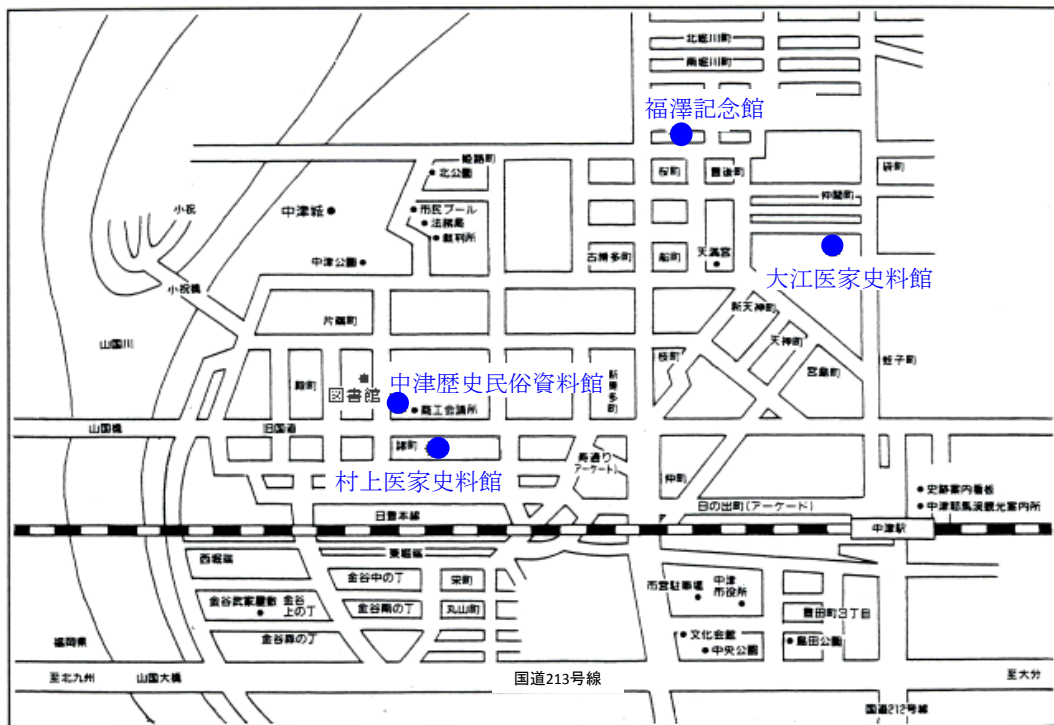 北堀川町
南堀川町
福澤記念館
姫路町
北公園
桜町
豊後町
袋町
仲間町
小祝
中津城
市民プール
法務局
裁判所
中津公園
古博多町
船町
天満宮
大江医家史料館
小祝橋
新天神町
片端町
山国川
天神町
枝町
蛭子町
宮島町
殿町
図書館
中津歴史民俗資料館
商工会議所
新博多町
山国橋
旧国道
諸町
寿通り
(アーケード)
村上医家史料館
仲町
史跡案内看板
日豊本線
日の出町(アーケード)
中津耶馬渓観光案内所
中津駅
西堀端
東堀端
金谷中の丁
栄町
市営駐車場
中津
市役所
金谷武家屋敷
金谷
上の丁
金谷南の丁
丸山町
豊田町3丁目
福岡県
金谷森の丁
文化会館
島田公園
中央公園
至北九州
山国大橋
国道213号線
至大分
国道212号線